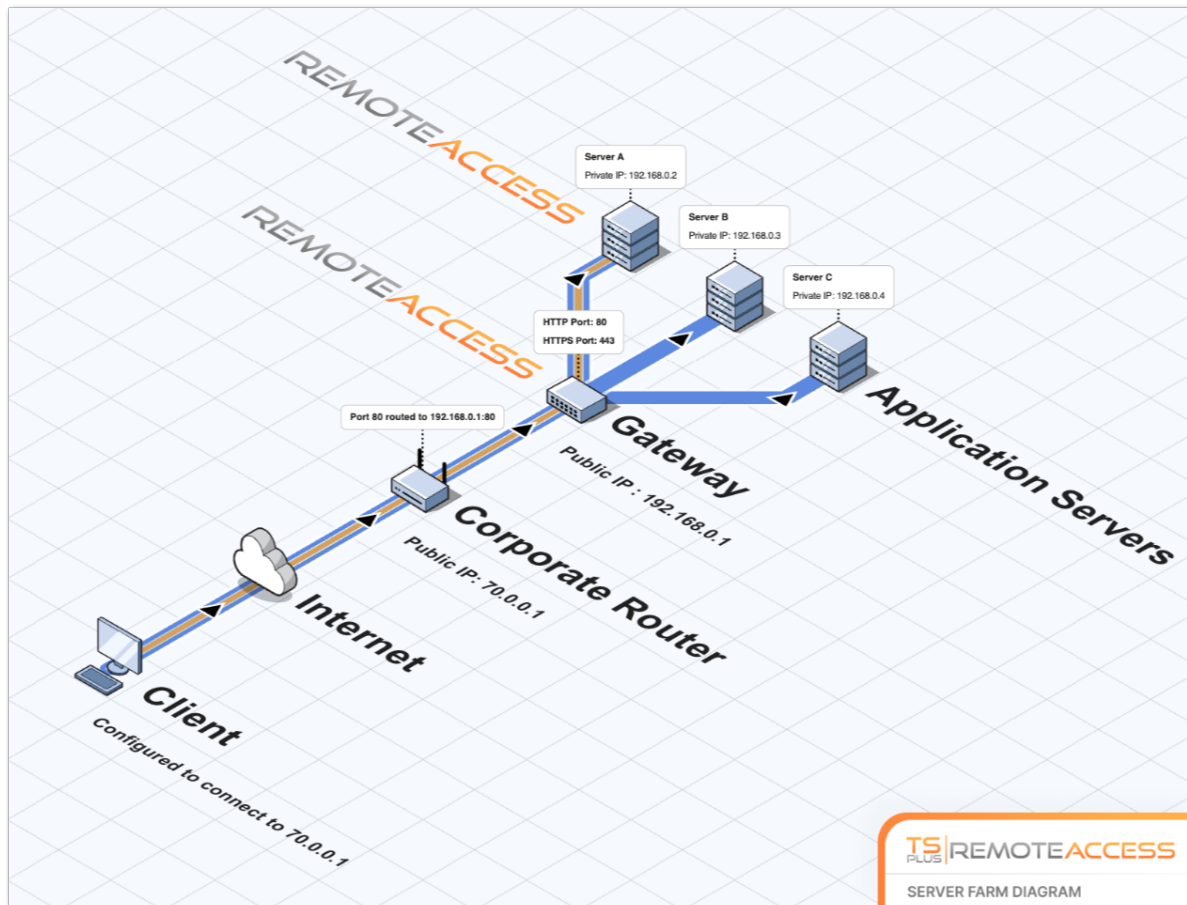 REMOTEACCESS
REMOTEACCESS
Server A
Private IP: 192.168.0.2
Server B
Private IP: 192.168.0.3
Server C
Private IP: 192.168.0.4
HTTP Port: 80
HTTPS Port: 443
Port 80 routed to 192.168.0.1:80
Application Servers
Gateway
Public IP : 192.168.0.1
Corporate Router
Public IP: 70.0.0.1
Internet
Client
Configured to connect to 70.0.0.1
TS PLUS REMOTEACCESS
SERVER FARM DIAGRAM